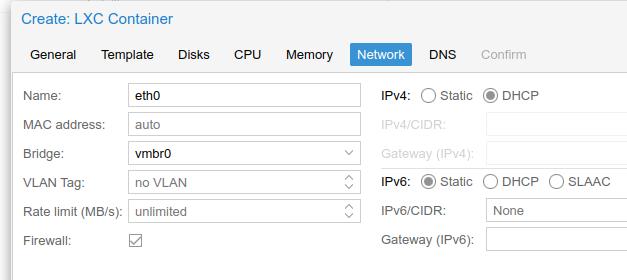 Create: LXC Container
General Template Disks CPU Memory Network DNS Confirm
Name: eth0 IPv4: Static DHCP
MAC address: auto IPv4/CIDR:
Bridge: vmbr0 Gateway (IPv4):
VLAN Tag: no VLAN IPv6: Static DHCP SLAAC
Rate limit (MB/s): unlimited IPv6/CIDR: None
Firewall: Gateway (IPv6):